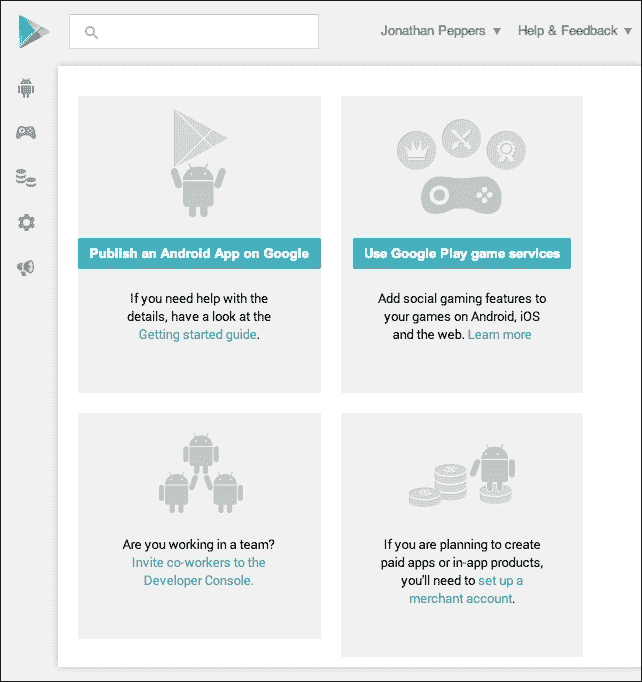 Jonathan Peppers
Help & Feedback
Publish an Android App on Google
If you need help with the
details, have a look at the
Getting started guide.
Use Google Play game services
Add social gaming features to
your games on Android, iOS
and the web. Learn more
Are you working in a team?
Invite co-workers to the
Developer Console.
If you are planning to create
paid apps or in-app products,
you'll need to set up a
merchant account.